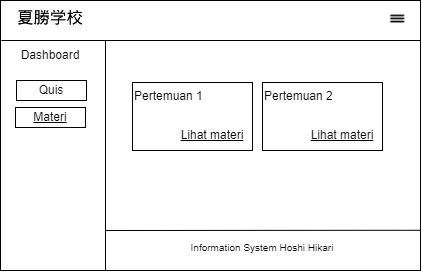 夏勝学校
Dashboard
Quis
Materi
Pertemuan 1
Lihat materi
Pertemuan 2
Lihat materi
Information System Hoshi Hikari